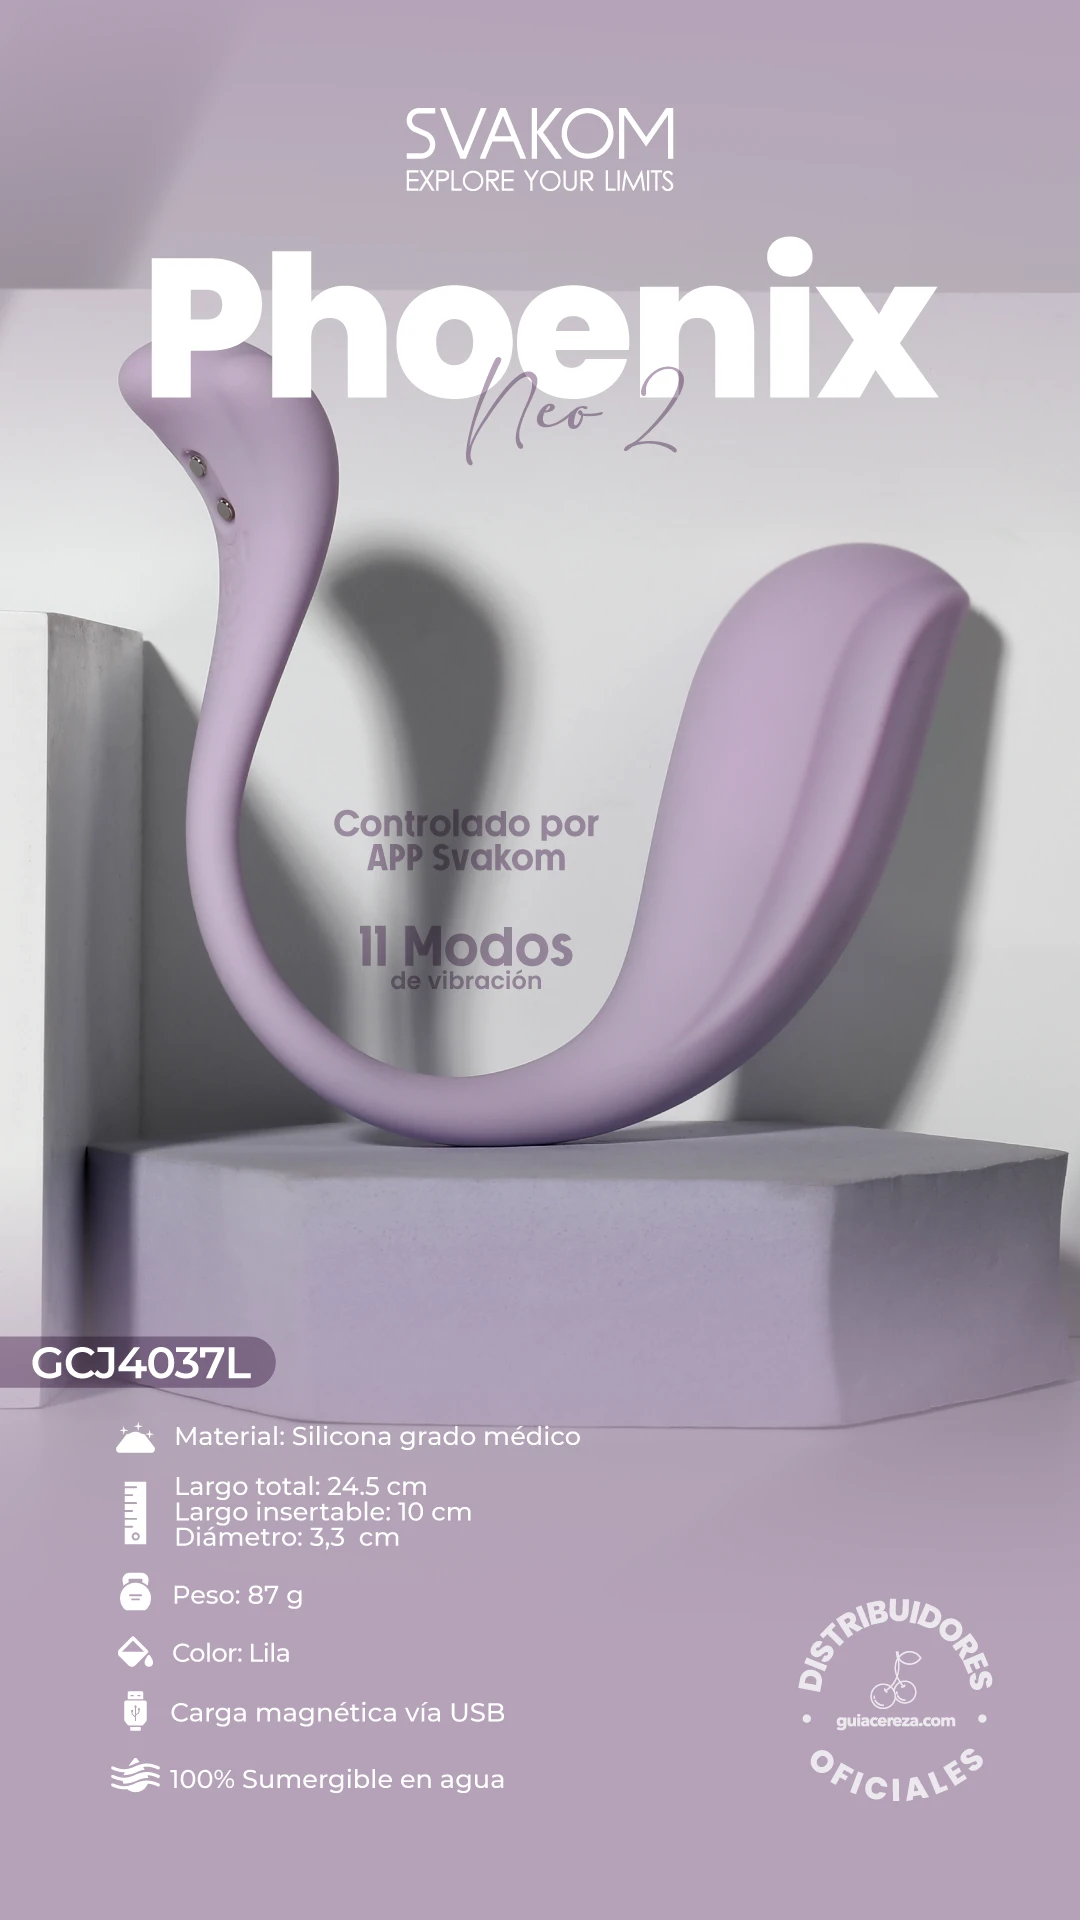 SVAKOM
EXPLORE YOUR LIMITS
Phoenix
Neo 2
Controlado por
APP Svakom
11 Modos
de vibración
GCJ4037L
Material: Silicona grado médico
Largo total: 24.5 cm
Largo insertable: 10 cm
Diámetro: 3,3  cm
Peso: 87 g
Color: Lila
Carga magnética vía USB
100% Sumergible en agua
DISTRIBUIDORES
guiacereza.com
OFICIALES